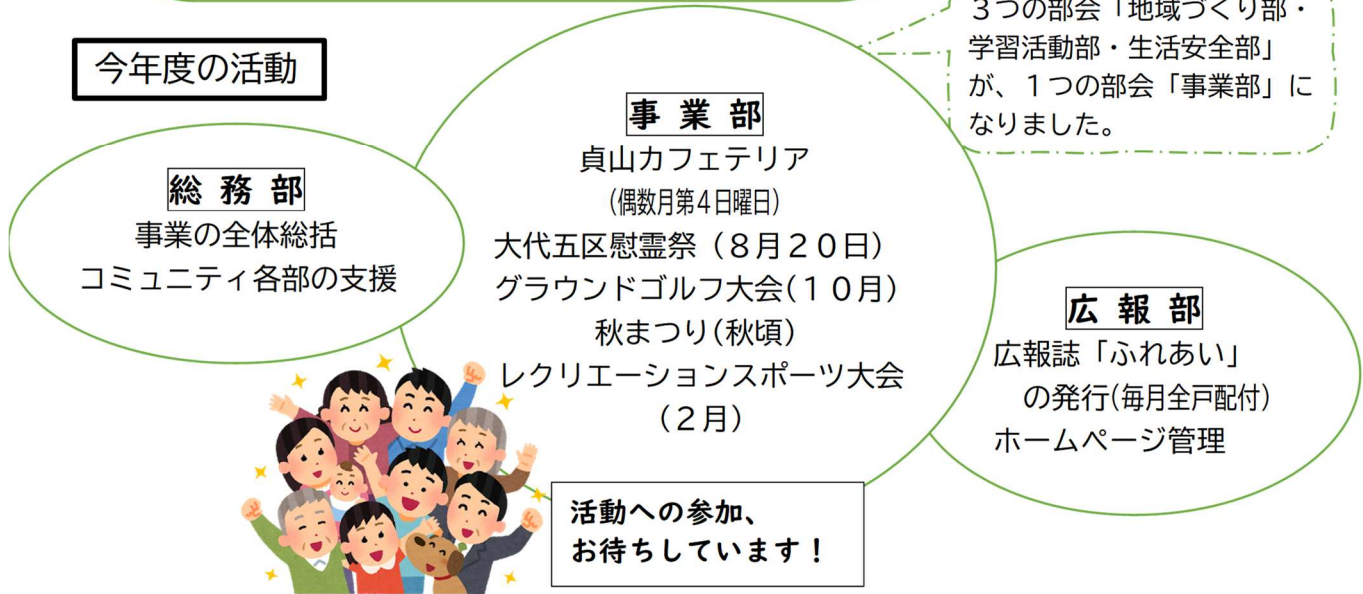 ３つの部会「地域づくり部・
学習活動部・生活安全部」
が、１つの部会「事業部」に
なりました。
今年度の活動
総務部
事業の全体総括
コミュニティ各部の支援
事業部
貞山カフェテリア
(偶数月第４日曜日)
大代五区慰霊祭（８月２０日）
グラウンドゴルフ大会(１０月)
秋まつり(秋頃)
レクリエーションスポーツ大会
（２月）
広報部
広報誌「ふれあい」
の発行(毎月全戸配付)
ホームページ管理
活動への参加、
お待ちしています！